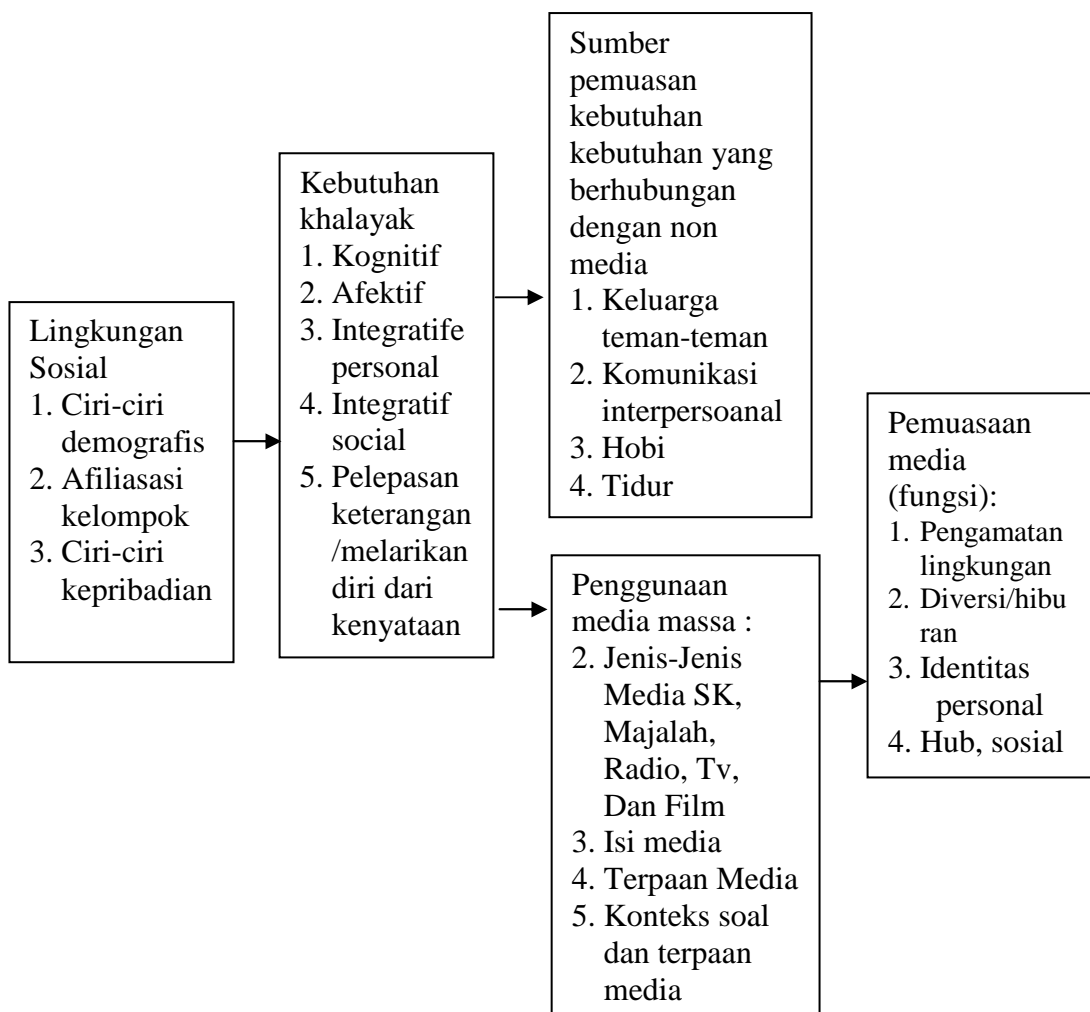 Lingkungan
Sosial
1. Ciri-ciri
demografis
2. Afiliasasi
kelompok
3. Ciri-ciri
kepribadian
Kebutuhan
khalayak
1. Kognitif
2. Afektif
3. Integratife
personal
4. Integratif
social
5. Pelepasan
keterangan
/melarikan
diri dari
kenyataan
Sumber
pemuasan
kebutuhan
kebutuhan yang
berhubungan
dengan non
media
1. Keluarga
teman-teman
2. Komunikasi
interpersoanal
3. Hobi
4. Tidur
Penggunaan
media massa :
2. Jenis-Jenis
Media SK,
Majalah,
Radio, Tv,
Dan Film
3. Isi media
4. Terpaan Media
5. Konteks soal
dan terpaan
media
Pemuasaan
media
(fungsi):
1. Pengamatan
lingkungan
2. Diversi/hibu
ran
3. Identitas
personal
4. Hub, sosial